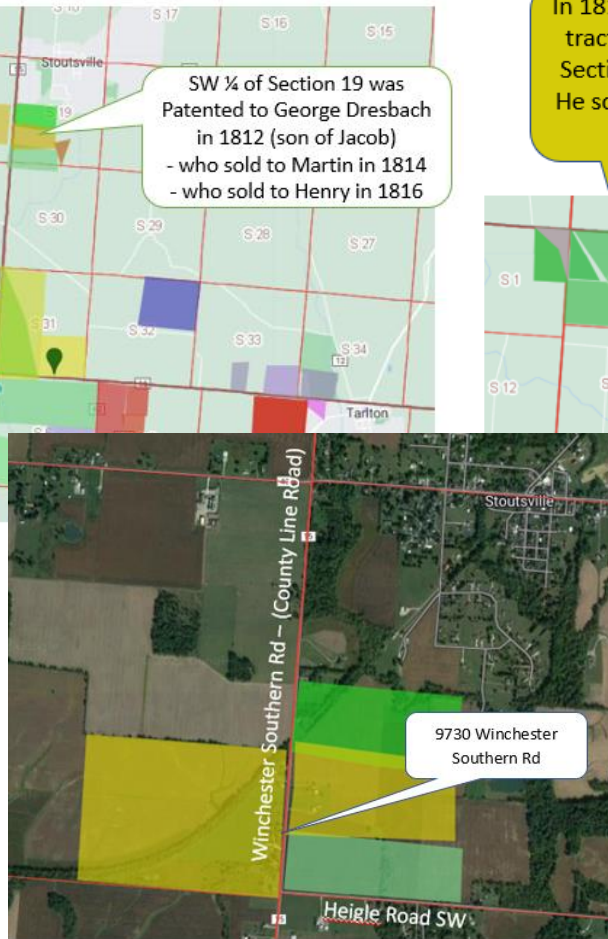 S 17
S 16
S 15
Stoutsville
SW ¼ of Section 19 was
Patented to George Dresbach
in 1812 (son of Jacob)
- who sold to Martin in 1814
- who sold to Henry in 1816
In 18
trac
Secti
He so
S 19
S 30
S 29
S 28
S 27
S 1
S 31
S 32
S 33
S 34
S 12
Tarlton
Winchester Southern Rd – (County Line Road)
Stoutsville
9730 Winchester
Southern Rd
Heigle Road SW